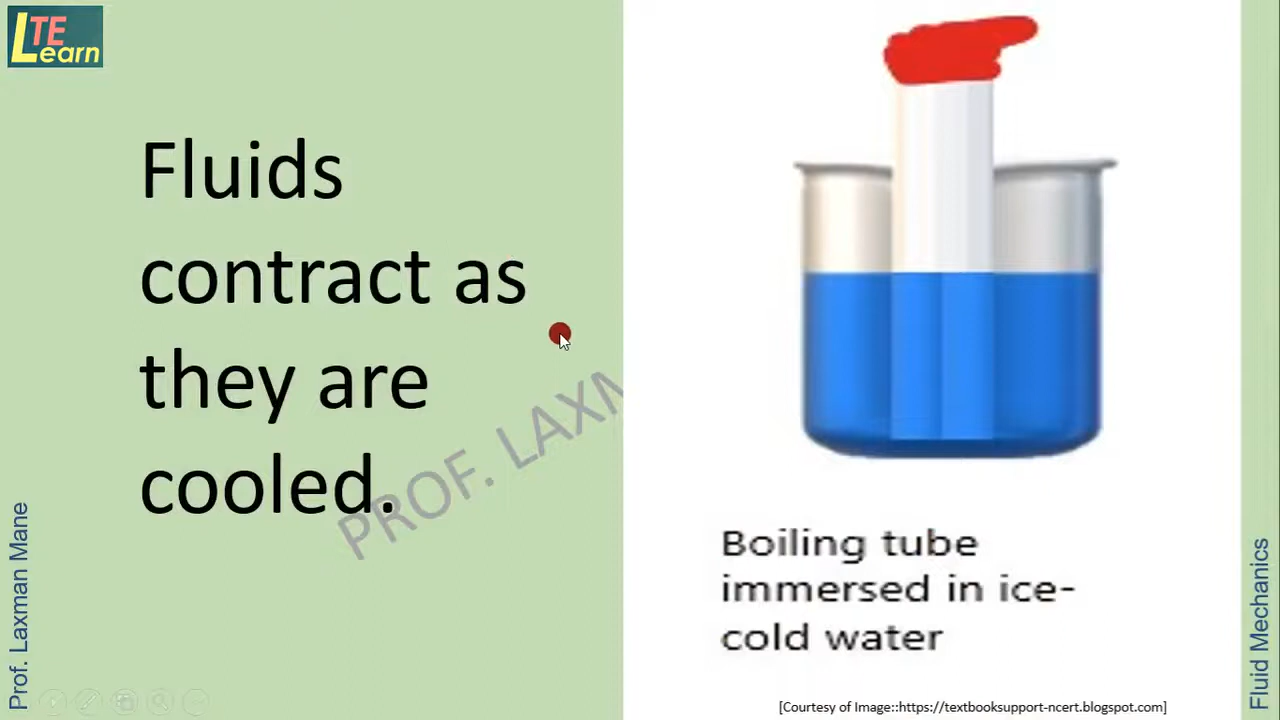 LTE
Learn
Fluids
contract as
they are
cooled.
PROF. LAXM
Boiling tube
immersed in ice-
cold water
[Courtesy of Image::https://textbooksupport-ncert.blogspot.com]
Prof. Laxman Mane
Fluid Mechanics